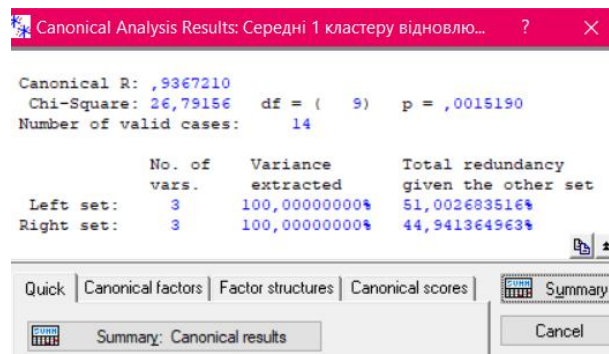 Canonical Analysis Results: Середні 1 кластеру відновлю... ?
Canonical R: ,9367210
Chi-Square: 26,79156 df = ( 9) p = ,0015190
Number of valid cases: 14
No. of Variance Total redundancy
vars. extracted given the other set
Left set: 3 100,00000000% 51,002683516%
Right set: 3 100,00000000% 44,941364963%
Quick Canonical factors Factor structures Canonical scores Summary
Summary: Canonical results Cancel